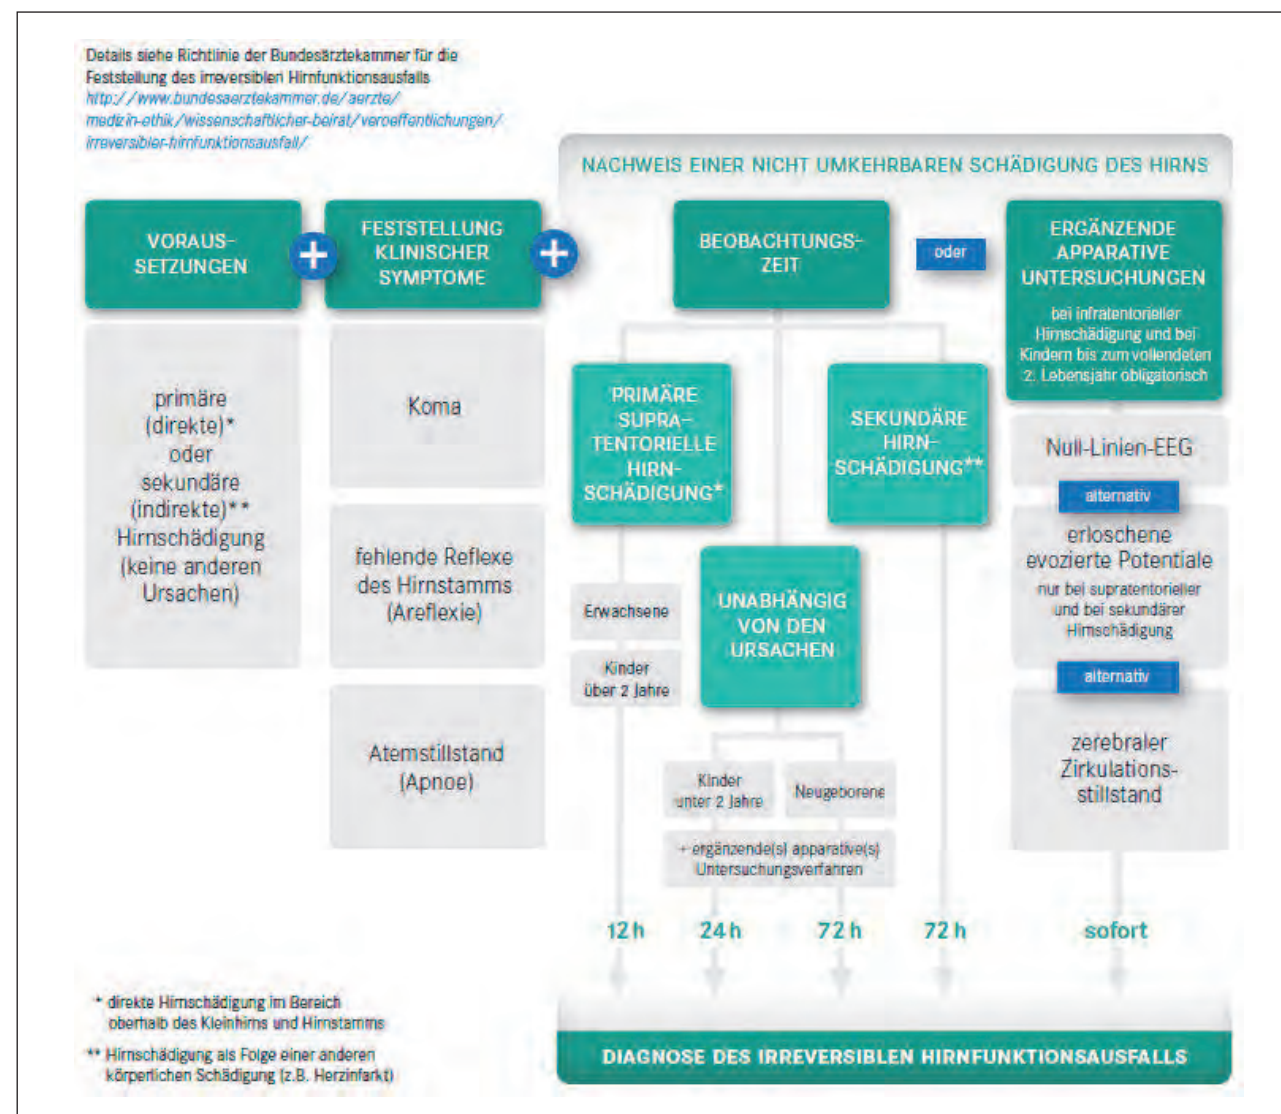 Details siehe Richtlinie der Bundesärztekammer für die
Feststellung des irreversiblen Hirnfunktionsausfalls
http://www.bundesaerztekammer.de/aerzte/
medizin-ethik/wissenschaftlicher-beirat/veroeffentlichungen/
irreversibler-hirnfunktionsausfall/
NACHWEIS EINER NICHT UMKEHRBAREN SCHÄDIGUNG DES HIRNS
VORAUS-
SETZUNGEN
+
FESTSTELLUNG
KLINISCHER
SYMPTOME
+
BEOBACHTUNGS-
ZEIT
oder
ERGÄNZENDE
APPARATIVE
UNTERSUCHUNGEN
bei infratentorieller
Hirnschädigung und bei
Kindern bis zum vollendeten
2. Lebensjahr obligatorisch
primäre
(direkte)*
oder
sekundäre
(indirekte)**
Hirnschädigung
(keine anderen
Ursachen)
Koma
fehlende Reflexe
des Hirnstamms
(Areflexie)
Atemstillstand
(Apnoe)
PRIMÄRE
SUPRA-
TENTORIELLE
HIRN-
SCHÄDIGUNG*
Erwachsene
Kinder
über 2 Jahre
UNABHÄNGIG
VON DEN
URSACHEN
Kinder
unter 2 Jahre
Neugeborene
+ ergänzende(s) apparative(s)
Untersuchungsverfahren
SEKUNDÄRE
HIRN-
SCHÄDIGUNG**
Null-Linien-EEG
alternativ
erloschene
evozierte Potentiale
nur bei supratentorieller
und bei sekundärer
Hirnschädigung
alternativ
zerebraler
Zirkulations-
stillstand
12 h
24 h
72 h
72 h
sofort
DIAGNOSE DES IRREVERSIBLEN HIRNFUNKTIONSAUSFALLS
* direkte Hirnschädigung im Bereich
oberhalb des Kleinhirns und Hirnstamms
** Hirnschädigung als Folge einer anderen
körperlichen Schädigung (z.B. Herzinfarkt)